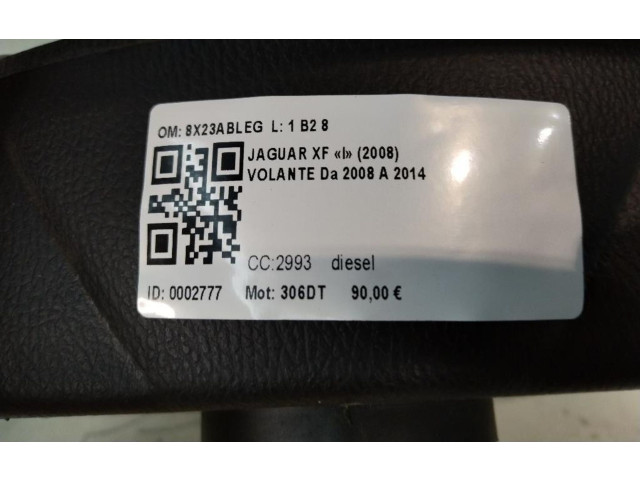 OM: 8X23ABLEG L: 1 B2 8
JAGUAR XF «I» (2008)
VOLANTE Da 2008 A 2014
CC:2993 diesel
ID: 0002777 Mot: 306DT 90,00 €